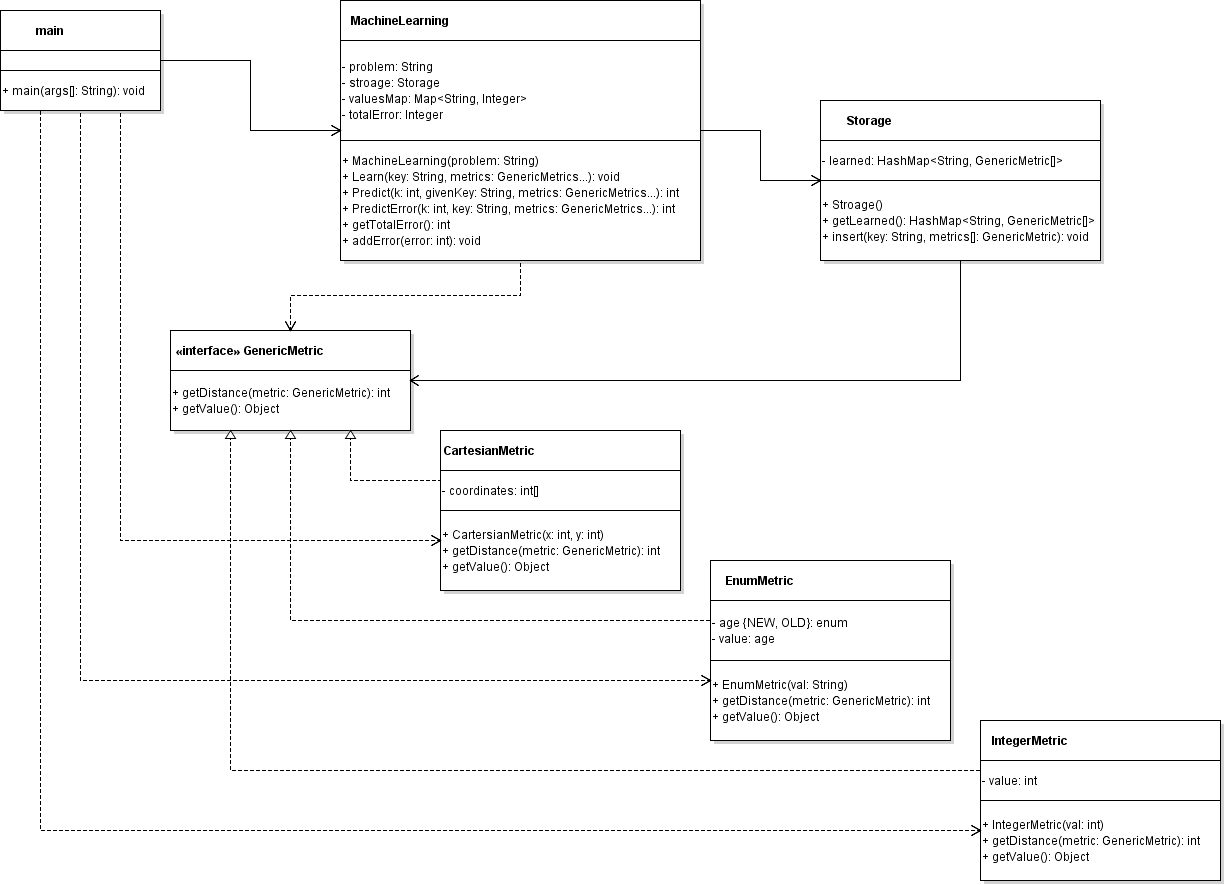 main
+ main(args[]: String): void
MachineLearning
- problem: String
- stroage: Storage
- valuesMap: Map<String, Integer>
- totalError: Integer
+ MachineLearning(problem: String)
+ Learn(key: String, metrics: GenericMetrics...): void
+ Predict(k: int, givenKey: String, metrics: GenericMetrics...): int
+ PredictError(k: int, key: String, metrics: GenericMetrics...): int
+ getTotalError(): int
+ addError(error: int): void
Storage
- learned: HashMap<String, GenericMetric[]>
+ Stroage()
+ getLearned(): HashMap<String, GenericMetric[]>
+ insert(key: String, metrics[]: GenericMetric): void
«interface» GenericMetric
+ getDistance(metric: GenericMetric): int
+ getValue(): Object
CartesianMetric
- coordinates: int[]
+ CartersianMetric(x: int, y: int)
+ getDistance(metric: GenericMetric): int
+ getValue(): Object
EnumMetric
- age {NEW, OLD}: enum
- value: age
+ EnumMetric(val: String)
+ getDistance(metric: GenericMetric): int
+ getValue(): Object
IntegerMetric
- value: int
+ IntegerMetric(val: int)
+ getDistance(metric: GenericMetric): int
+ getValue(): Object